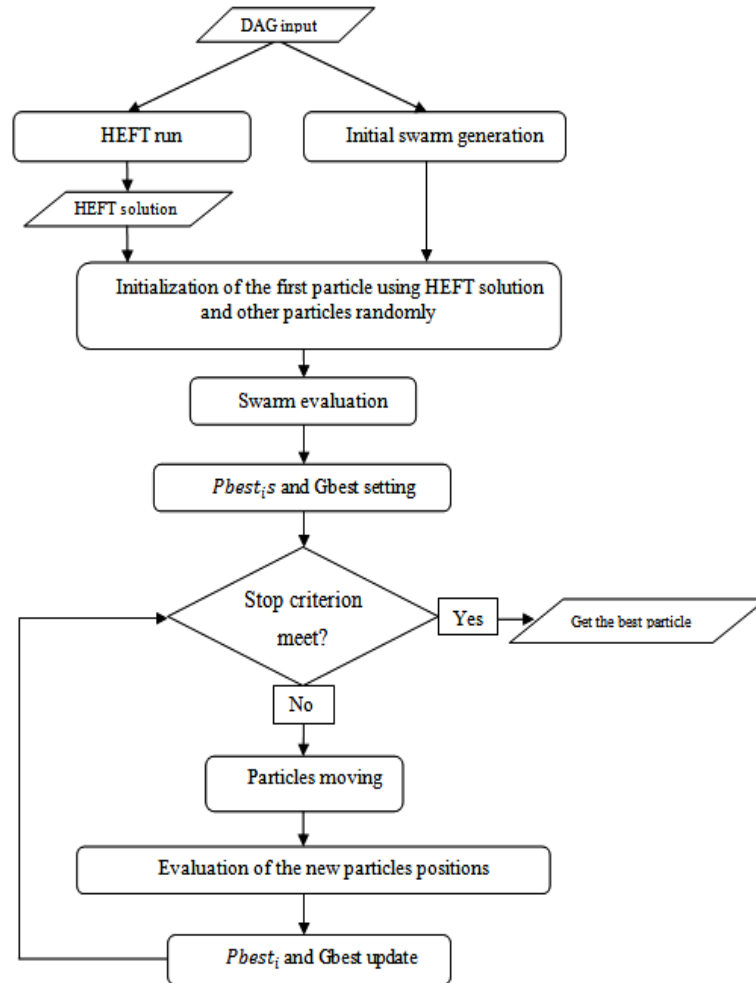 DAG input
HEFT run
Initial swarm generation
HEFT solution
Initialization of the first particle using HEFT solution
and other particles randomly
Swarm evaluation
Pbestᵢs and Gbest setting
Stop criterion
meet?
Yes
Get the best particle
No
Particles moving
Evaluation of the new particles positions
Pbestᵢ and Gbest update